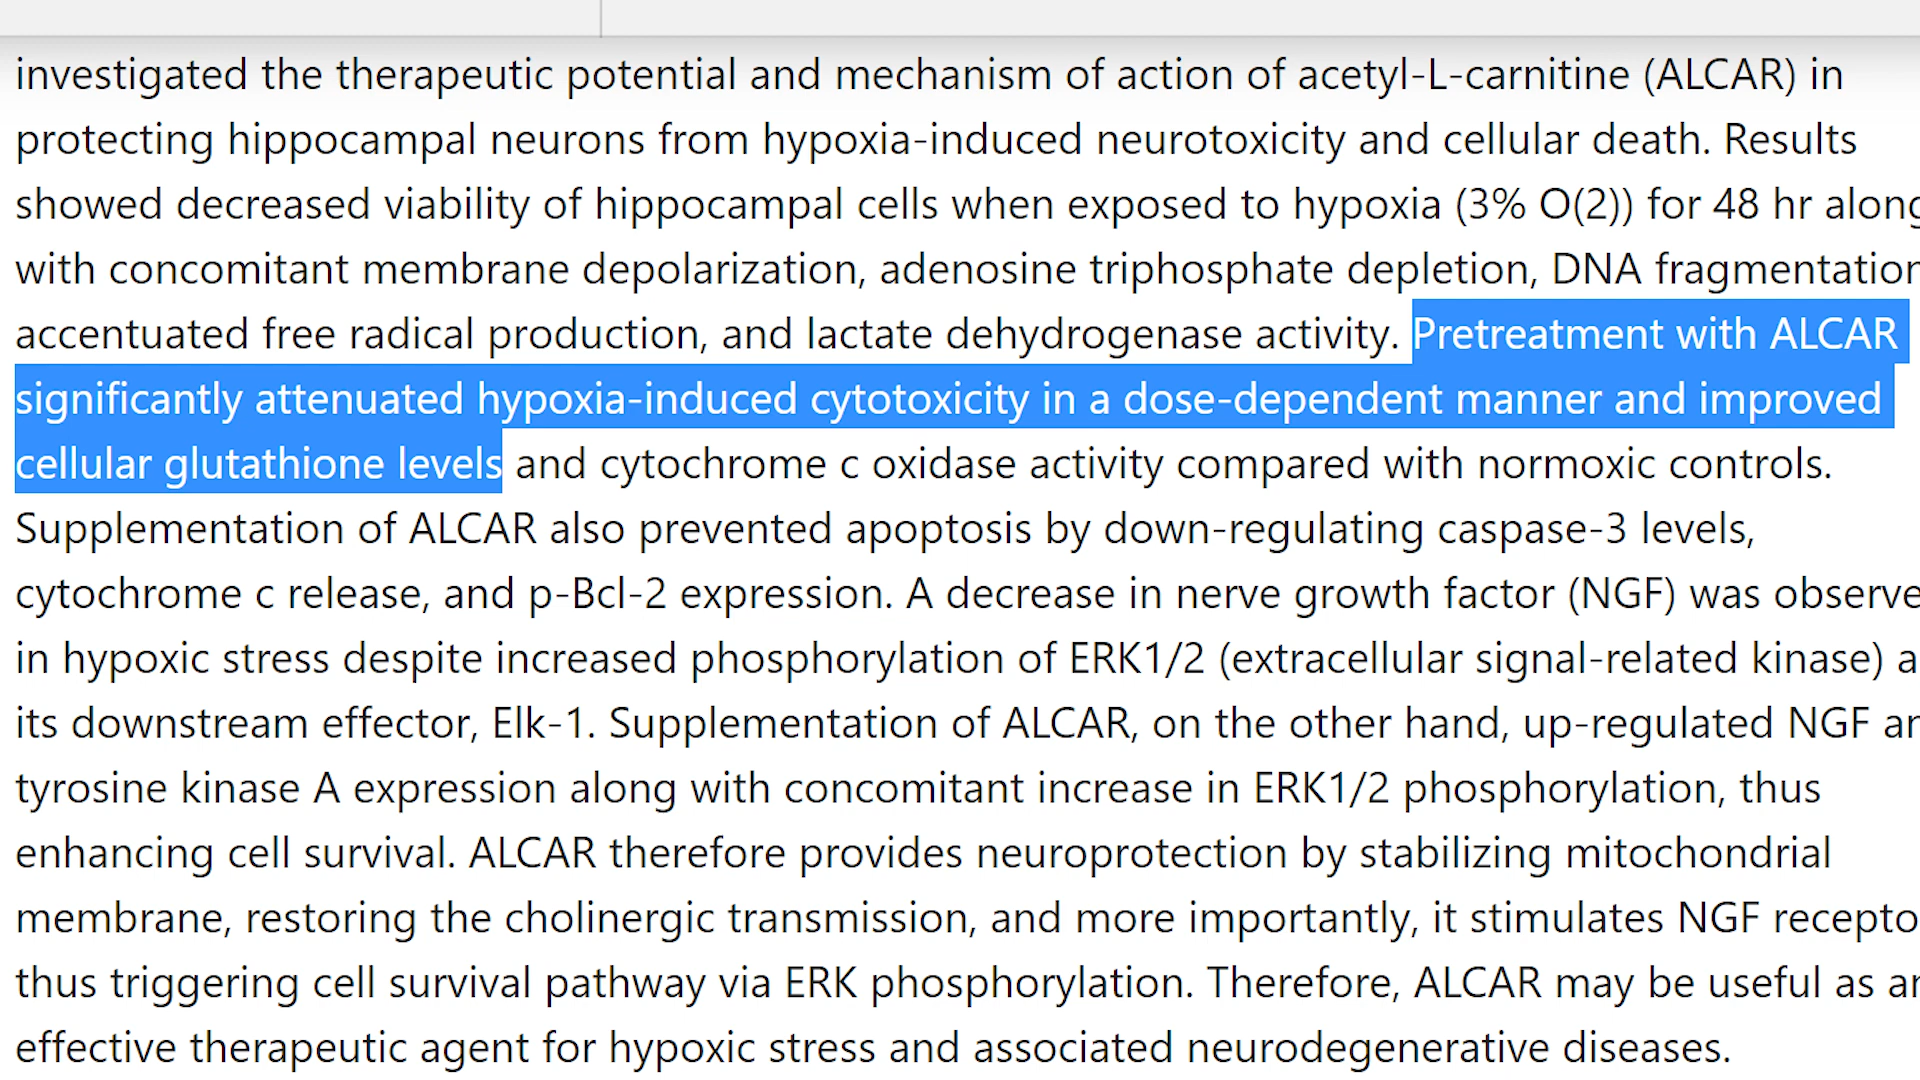 investigated the therapeutic potential and mechanism of action of acetyl-L-carnitine (ALCAR) in
protecting hippocampal neurons from hypoxia-induced neurotoxicity and cellular death. Results
showed decreased viability of hippocampal cells when exposed to hypoxia (3% O(2)) for 48 hr along
with concomitant membrane depolarization, adenosine triphosphate depletion, DNA fragmentation
accentuated free radical production, and lactate dehydrogenase activity. Pretreatment with ALCAR
significantly attenuated hypoxia-induced cytotoxicity in a dose-dependent manner and improved
cellular glutathione levels and cytochrome c oxidase activity compared with normoxic controls.
Supplementation of ALCAR also prevented apoptosis by down-regulating caspase-3 levels,
cytochrome c release, and p-Bcl-2 expression. A decrease in nerve growth factor (NGF) was observe
in hypoxic stress despite increased phosphorylation of ERK1/2 (extracellular signal-related kinase) a
its downstream effector, Elk-1. Supplementation of ALCAR, on the other hand, up-regulated NGF an
tyrosine kinase A expression along with concomitant increase in ERK1/2 phosphorylation, thus
enhancing cell survival. ALCAR therefore provides neuroprotection by stabilizing mitochondrial
membrane, restoring the cholinergic transmission, and more importantly, it stimulates NGF recepto
thus triggering cell survival pathway via ERK phosphorylation. Therefore, ALCAR may be useful as an
effective therapeutic agent for hypoxic stress and associated neurodegenerative diseases.